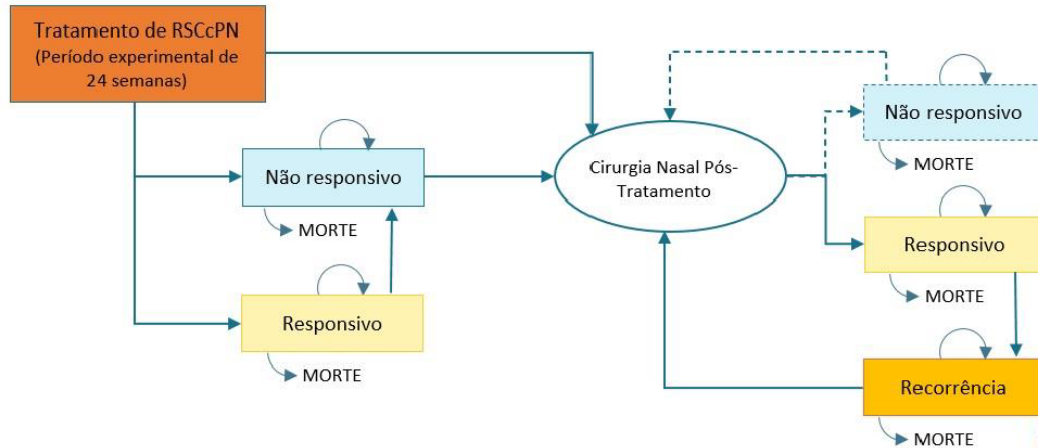 Tratamento de RSCcPN
(Período experimental de
24 semanas)
Não responsivo
MORTE
Responsivo
MORTE
Cirurgia Nasal Pós-
Tratamento
Não responsivo
MORTE
Responsivo
MORTE
Recorrência
MORTE